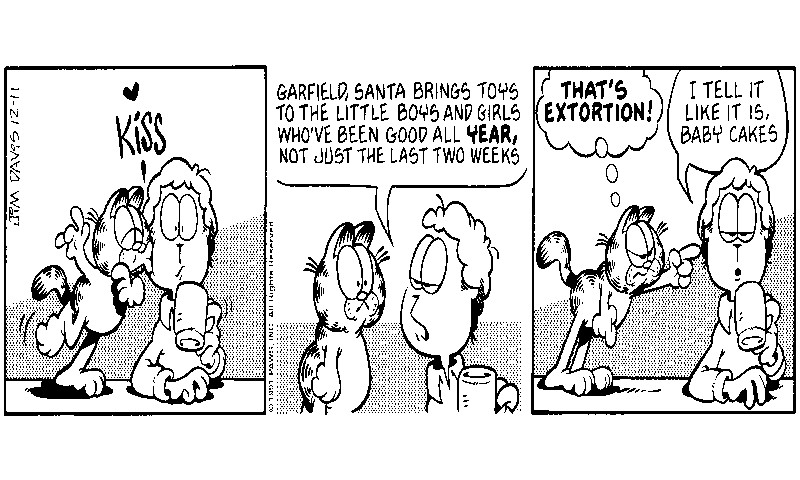 JIM DAVIS 12-11
KISS
GARFIELD, SANTA BRINGS TOYS
TO THE LITTLE BOYS AND GIRLS
WHO'VE BEEN GOOD ALL YEAR,
NOT JUST THE LAST TWO WEEKS
THAT'S
EXTORTION!
I TELL IT
LIKE IT IS,
BABY CAKES